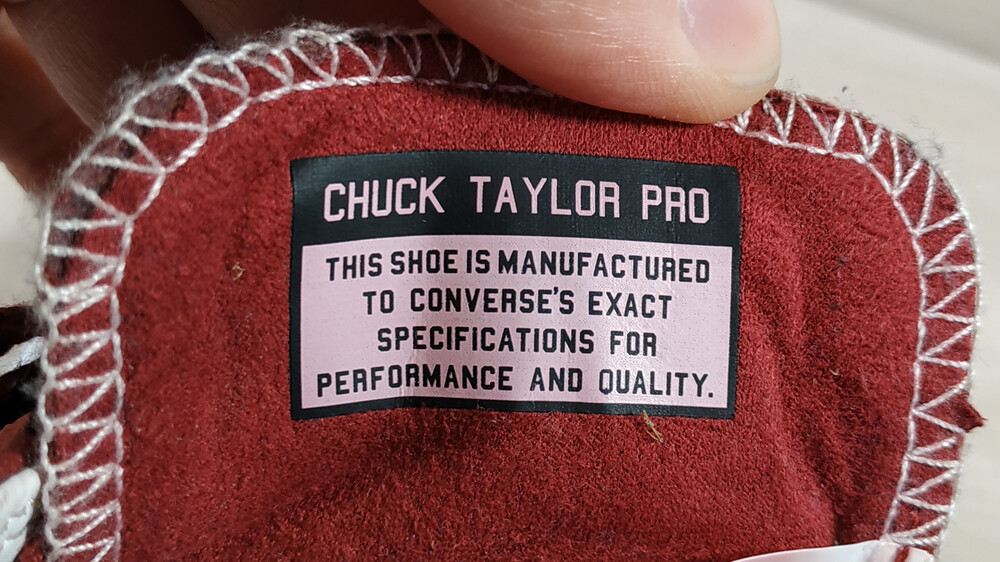 CHUCK TAYLOR PRO
THIS SHOE IS MANUFACTURED
TO CONVERSE'S EXACT
SPECIFICATIONS FOR
PERFORMANCE AND QUALITY.